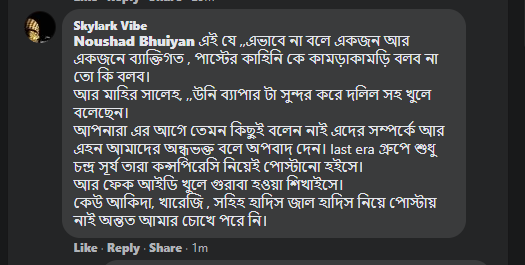 Like · Reply · Share ·
Skylark Vibe
Noushad Bhuiyan এই যে ,,এভাবে না বলে একজন আর
একজনে ব্যাক্তিগত , পাস্টের কাহিনি কে কামড়াকামড়ি বলব না
তো কি বলব।
আর মাহির সালেহ, ,,উনি ব্যাপার টা সুন্দর করে দলিল সহ খুলে
বলেছেন।
আপনারা এর আগে তেমন কিছুই বলেন নাই এদের সম্পর্কে আর
এহন আমাদের অন্ধভক্ত বলে অপবাদ দেন। last era গ্রুপে শুধু
চন্দ্র সূর্য তারা কন্সপিরেসি নিয়েই পোস্টানো হইসে।
আর ফেক আইডি খুলে গুরাবা হওয়া শিখাইসে।
কেউ আকিদা, খারেজি , সহিহ হাদিস জাল হাদিস নিয়ে পোস্টায়
নাই অন্তত আমার চোখে পরে নি।
Like · Reply · Share · 1m